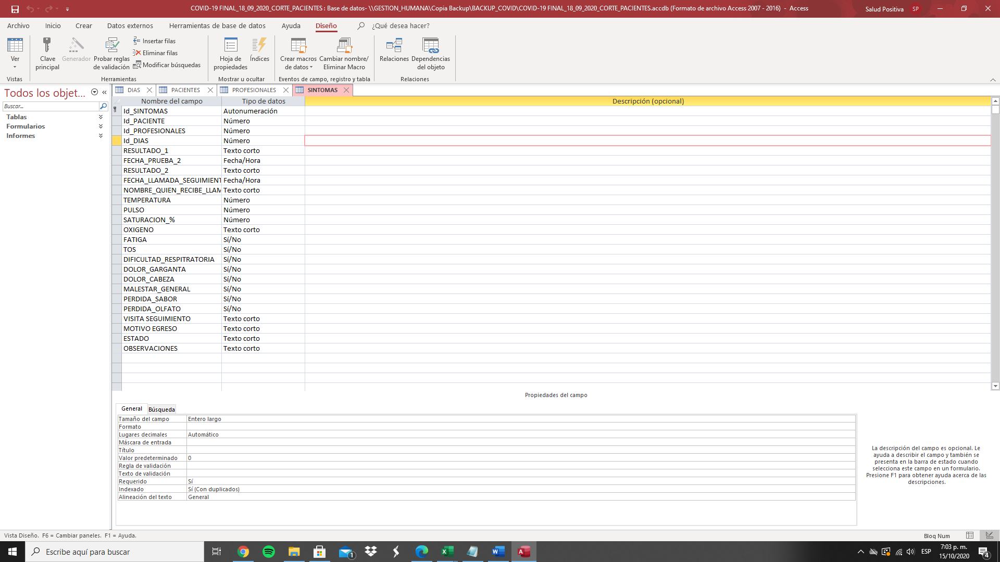 COVID-19 FINAL_18_09_2020_CORTE_PACIENTES : Base de datos- \\GESTION_HUMANA\Copia Backup\BACKUP_COVID\COVID-19 FINAL_18_09_2020_CORTE_PACIENTES.accdb (Formato de archivo Access 2007 - 2016) - Access
Salud Positiva SP
Archivo Inicio Crear Datos externos Herramientas de base de datos Ayuda Diseño ¿Qué desea hacer?
Ver
Clave principal
Generador
Probar reglas de validación
Insertar filas
Eliminar filas
Modificar búsquedas
Hoja de propiedades
Índices
Crear macros de datos
Cambiar nombre/ Eliminar Macro
Relaciones
Dependencias del objeto
Vistas Herramientas Mostrar u ocultar Eventos de campo, registro y tabla Relaciones
Todos los objet... «
Buscar...
Tablas
Formularios
Informes
DIAS PACIENTES PROFESIONALES SINTOMAS
Nombre del campo Tipo de datos Descripción (opcional)
Id_SINTOMAS Autonumeración
Id_PACIENTE Número
Id_PROFESIONALES Número
Id_DIAS Número
RESULTADO_1 Texto corto
FECHA_PRUEBA_2 Fecha/Hora
RESULTADO_2 Texto corto
FECHA_LLAMADA_SEGUIMIENT Fecha/Hora
NOMBRE_QUIEN_RECIBE_LLAM Texto corto
TEMPERATURA Número
PULSO Número
SATURACION_% Número
OXIGENO Texto corto
FATIGA Sí/No
TOS Sí/No
DIFICULTAD_RESPITRATORIA Sí/No
DOLOR_GARGANTA Sí/No
DOLOR_CABEZA Sí/No
MALESTAR_GENERAL Sí/No
PERDIDA_SABOR Sí/No
PERDIDA_OLFATO Sí/No
VISITA SEGUIMIENTO Texto corto
MOTIVO EGRESO Texto corto
ESTADO Texto corto
OBSERVACIONES Texto corto
Propiedades del campo
General Búsqueda
Tamaño del campo Entero largo
Formato
Lugares decimales Automático
Máscara de entrada
Título
Valor predeterminado 0
Regla de validación
Texto de validación
Requerido Sí
Indexado Sí (Con duplicados)
Alineación del texto General
La descripción del campo es opcional. Le
ayuda a describir el campo y también se
presenta en la barra de estado cuando
selecciona este campo en un formulario.
Presione F1 para obtener ayuda acerca de las
descripciones.
Vista Diseño. F6 = Cambiar paneles. F1 = Ayuda.
Bloq Num
Escribe aquí para buscar
1
ESP
7:03 p. m.
15/10/2020
4